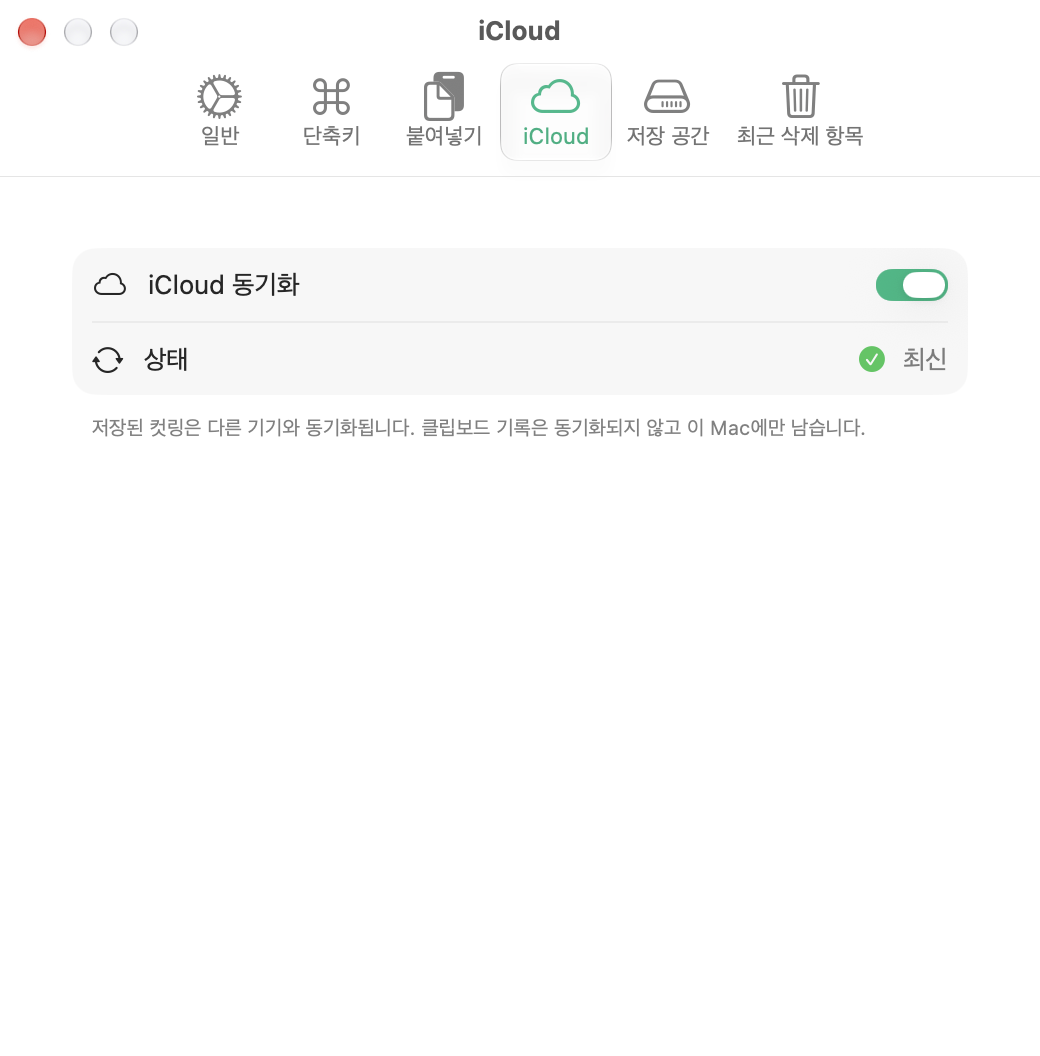 iCloud
일반
단축키
붙여넣기
iCloud
저장 공간
최근 삭제 항목
iCloud 동기화
상태
최신
저장된 컷링은 다른 기기와 동기화됩니다. 클립보드 기록은 동기화되지 않고 이 Mac에만 남습니다.